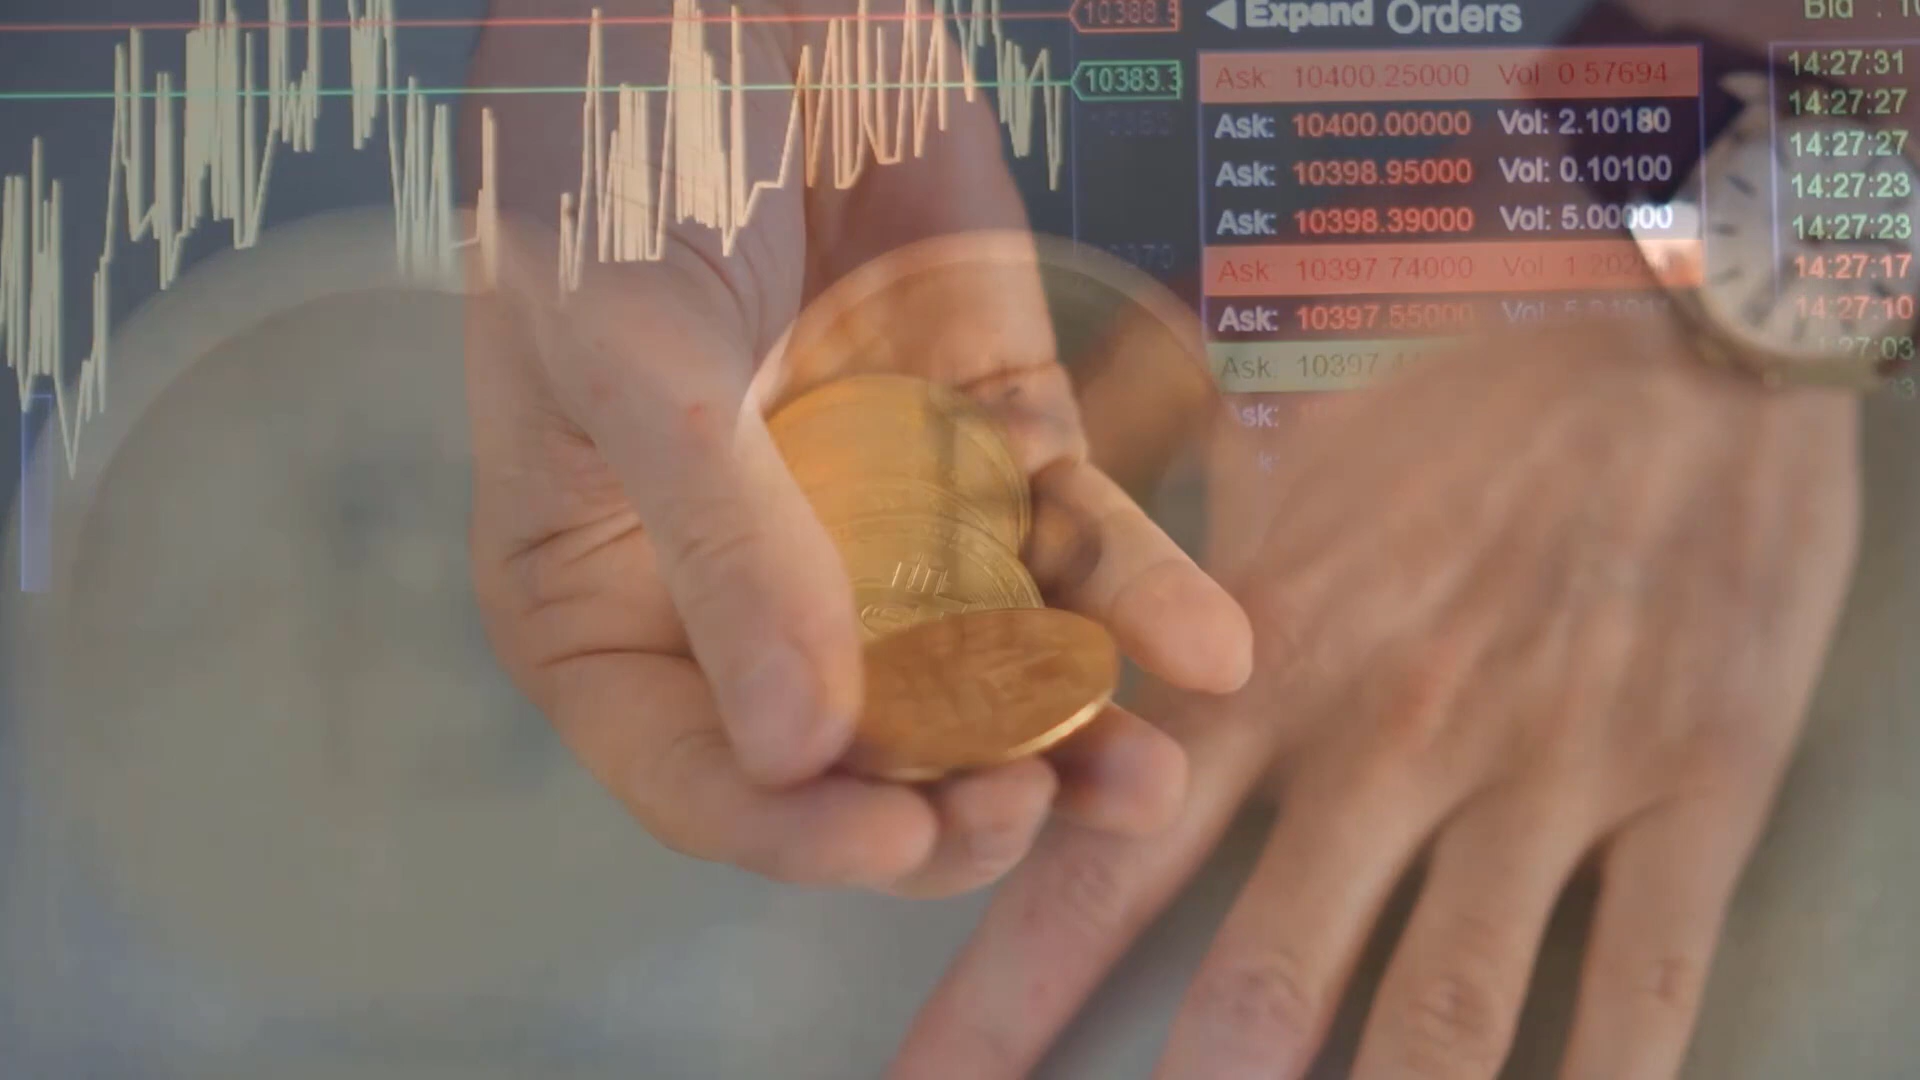 10388.5
◀Expand Orders
10383.3
Ask: 10400.25000 Vol: 0.57694
Ask: 10400.00000 Vol: 2.10180
Ask: 10398.95000 Vol: 0.10100
Ask: 10398.39000 Vol: 5.00000
Ask: 10397.74000 Vol:
Ask: 10397.55000 Vol:
Ask:
Ask:
Bid :
14:27:31
14:27:27
14:27:27
14:27:23
14:27:23
14:27:17
14:27:10